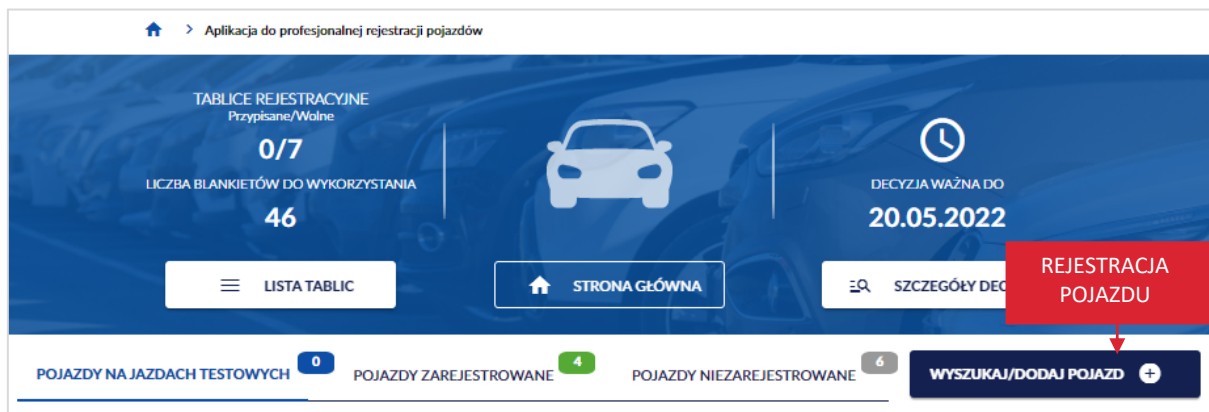 > Aplikacja do profesjonalnej rejestracji pojazdów
TABLICE REJESTRACYJNE
Przypisane/Wolne
0/7
LICZBA BLANKIETÓW DO WYKORZYSTANIA
46
DECYZJA WAŻNA DO
20.05.2022
LISTA TABLIC
STRONA GŁÓWNA
SZCZEGÓŁY DEC
REJESTRACJA
POJAZDU
POJAZDY NA JAZDACH TESTOWYCH 0
POJAZDY ZAREJESTROWANE 4
POJAZDY NIEZAREJESTROWANE 6
WYSZUKAJ/DODAJ POJAZD